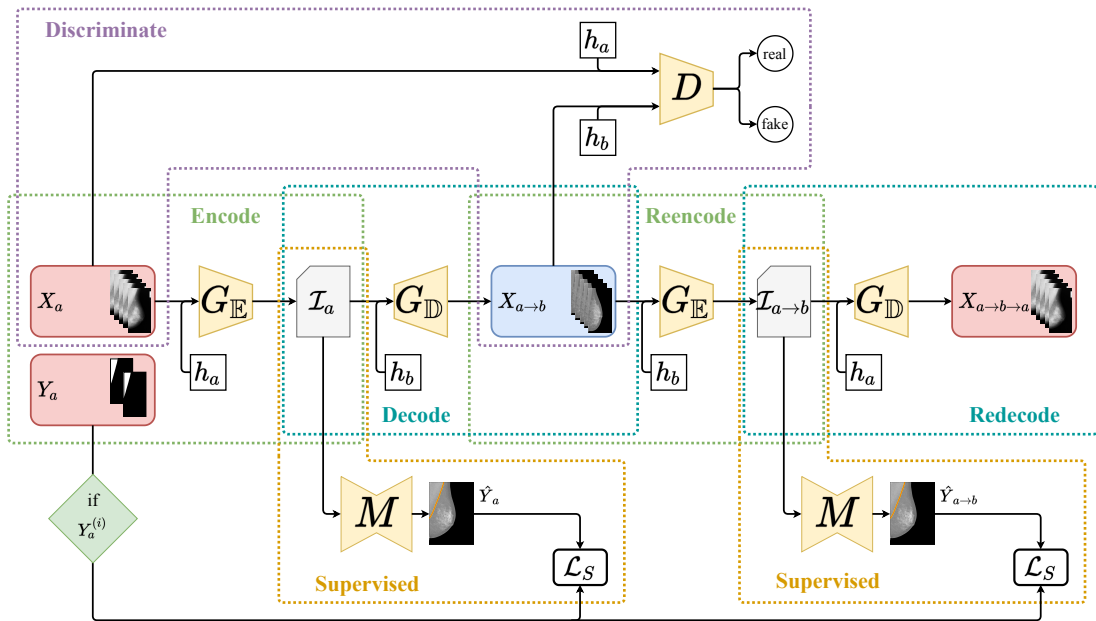 Discriminate
h_a
real
D
fake
h_b
Encode
Reencode
X_a
G_𝔼
ℐ_a
G_𝔻
X_{a→b}
G_𝔼
ℐ_{a→b}
G_𝔻
X_{a→b→a}
Y_a
h_a
h_b
h_b
h_a
Decode
Redecode
if
Y_a^{(i)}
M
Ŷ_a
M
Ŷ_{a→b}
ℒ_S
ℒ_S
Supervised
Supervised